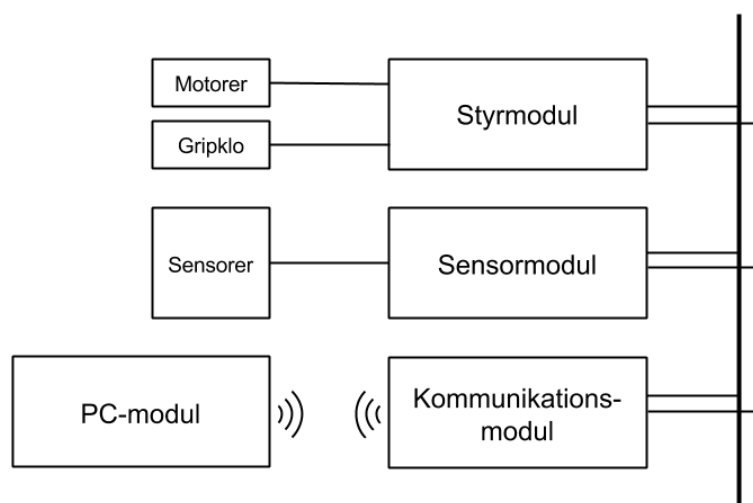 Motorer
Styrmodul
Gripklo
Sensorer
Sensormodul
PC-modul
Kommunikations-
modul